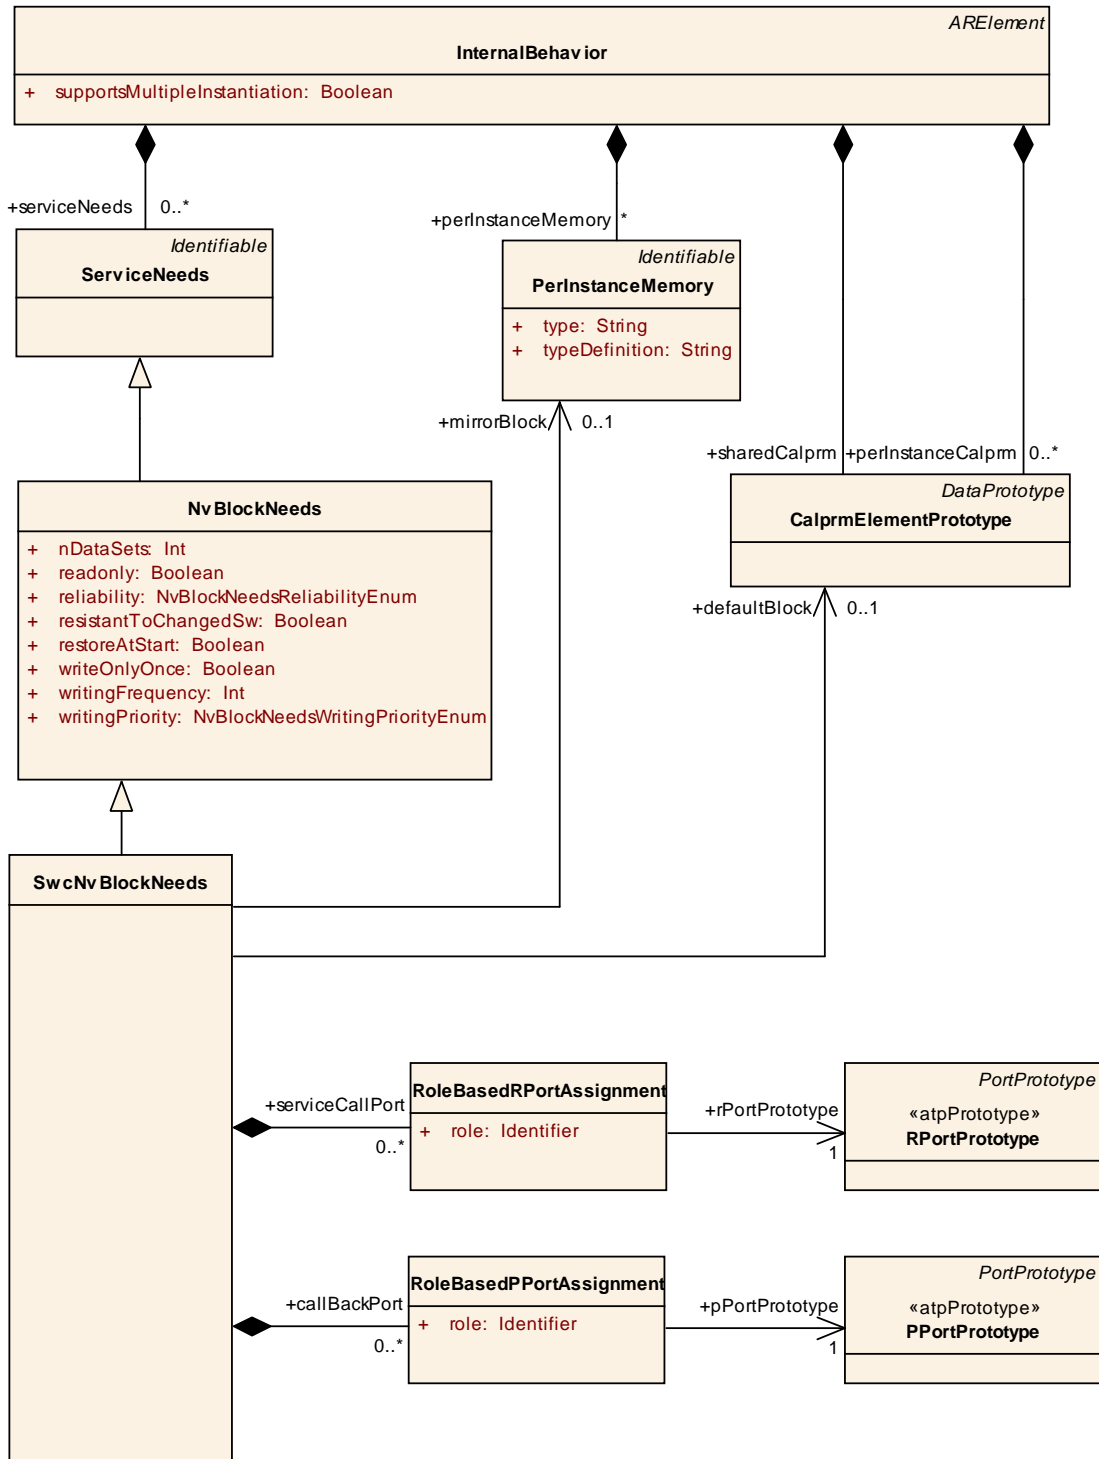 ARElement
InternalBehavior
+ supportsMultipleInstantiation: Boolean
+serviceNeeds 0..*
+perInstanceMemory *
Identifiable
ServiceNeeds
Identifiable
PerInstanceMemory
+ type: String
+ typeDefinition: String
+mirrorBlock 0..1
+sharedCalprm +perInstanceCalprm 0..*
DataPrototype
CalprmElementPrototype
+defaultBlock 0..1
NvBlockNeeds
+ nDataSets: Int
+ readonly: Boolean
+ reliability: NvBlockNeedsReliabilityEnum
+ resistantToChangedSw: Boolean
+ restoreAtStart: Boolean
+ writeOnlyOnce: Boolean
+ writingFrequency: Int
+ writingPriority: NvBlockNeedsWritingPriorityEnum
SwcNvBlockNeeds
+serviceCallPort
0..*
RoleBasedRPortAssignment
+ role: Identifier
+rPortPrototype
1
PortPrototype
«atpPrototype»
RPortPrototype
+callBackPort
0..*
RoleBasedPPortAssignment
+ role: Identifier
+pPortPrototype
1
PortPrototype
«atpPrototype»
PPortPrototype